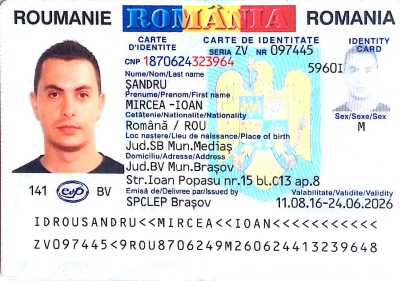 ROUMANIE ROMÂNIA ROMANIA
CARTE D'IDENTITE
CARTE DE IDENTITATE
IDENTITY CARD
SERIA ZV NR 097445
CNP 1870624323964
5960I
Nume/Nom/Last name
ŞANDRU
Prenume/Prenom/First name
MIRCEA-IOAN
Cetăţenie/Nationalite/Nationality
Română / ROU
Sex/Sexe/Sex
M
Loc naştere/Lieu de naissance/Place of birth
Jud.SB Mun.Mediaş
Domiciliu/Adresse/Address
Jud.BV Mun.Braşov
Str.Ioan Popasu nr.15 bl.C13 ap.8
141 BV
Emisă de/Delivree par/Issued by
SPCLEP Braşov
Valabilitate/Validite/Validity
11.08.16-24.06.2026
IDROUSANDRU<<MIRCEA<<IOAN<<<<<<<<<<<
ZV097445<9ROU8706249M260624413239648